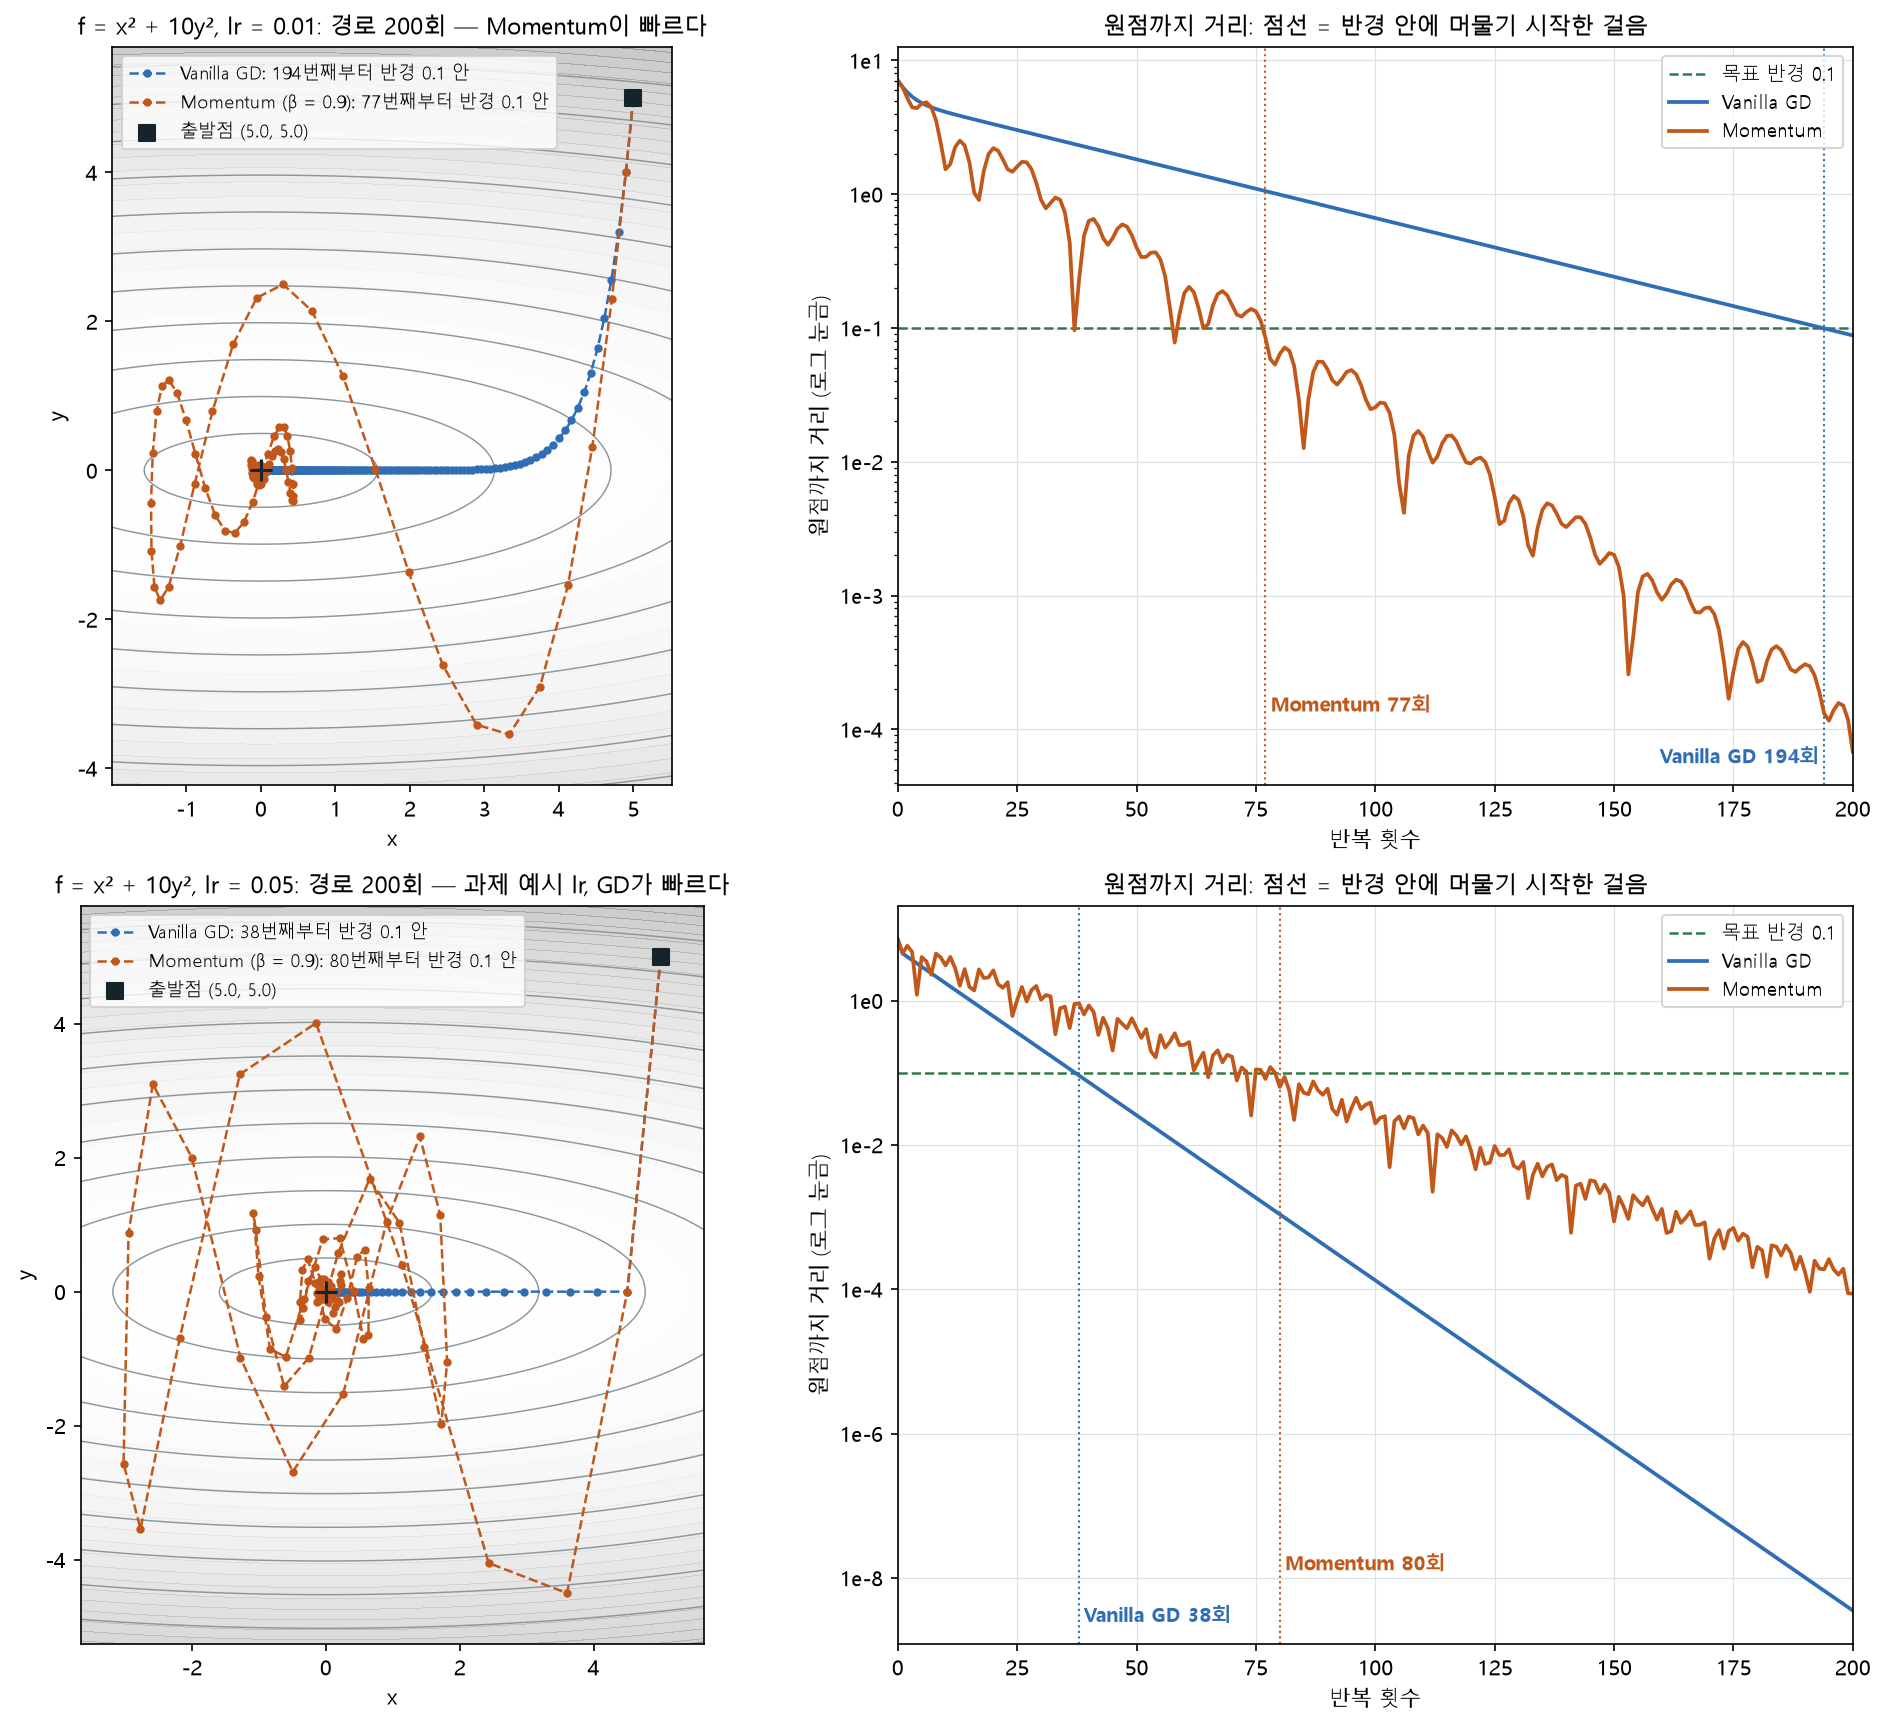 f = x² + 10y², lr = 0.01: 경로 200회 — Momentum이 빠르다
Vanilla GD: 194번째부터 반경 0.1 안
Momentum (β = 0.9): 77번째부터 반경 0.1 안
출발점 (5.0, 5.0)
4
2
0
-2
-4
y
-1
0
1
2
3
4
5
x
원점까지 거리: 점선 = 반경 안에 머물기 시작한 걸음
목표 반경 0.1
Vanilla GD
Momentum
1e1
1e0
1e-1
1e-2
1e-3
1e-4
원점까지 거리 (로그 눈금)
Momentum 77회
Vanilla GD 194회
0
25
50
75
100
125
150
175
200
반복 횟수
f = x² + 10y², lr = 0.05: 경로 200회 — 과제 예시 lr, GD가 빠르다
Vanilla GD: 38번째부터 반경 0.1 안
Momentum (β = 0.9): 80번째부터 반경 0.1 안
출발점 (5.0, 5.0)
4
2
0
-2
-4
y
-2
0
2
4
x
원점까지 거리: 점선 = 반경 안에 머물기 시작한 걸음
목표 반경 0.1
Vanilla GD
Momentum
1e0
1e-2
1e-4
1e-6
1e-8
원점까지 거리 (로그 눈금)
Momentum 80회
Vanilla GD 38회
0
25
50
75
100
125
150
175
200
반복 횟수